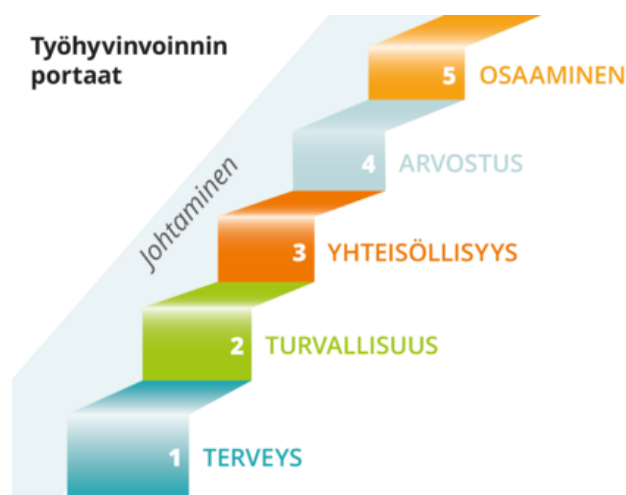 Työhyvinvoinnin
portaat
5 OSAAMINEN
4 ARVOSTUS
Johtaminen
3 YHTEISÖLLISYYS
2 TURVALLISUUS
1 TERVEYS